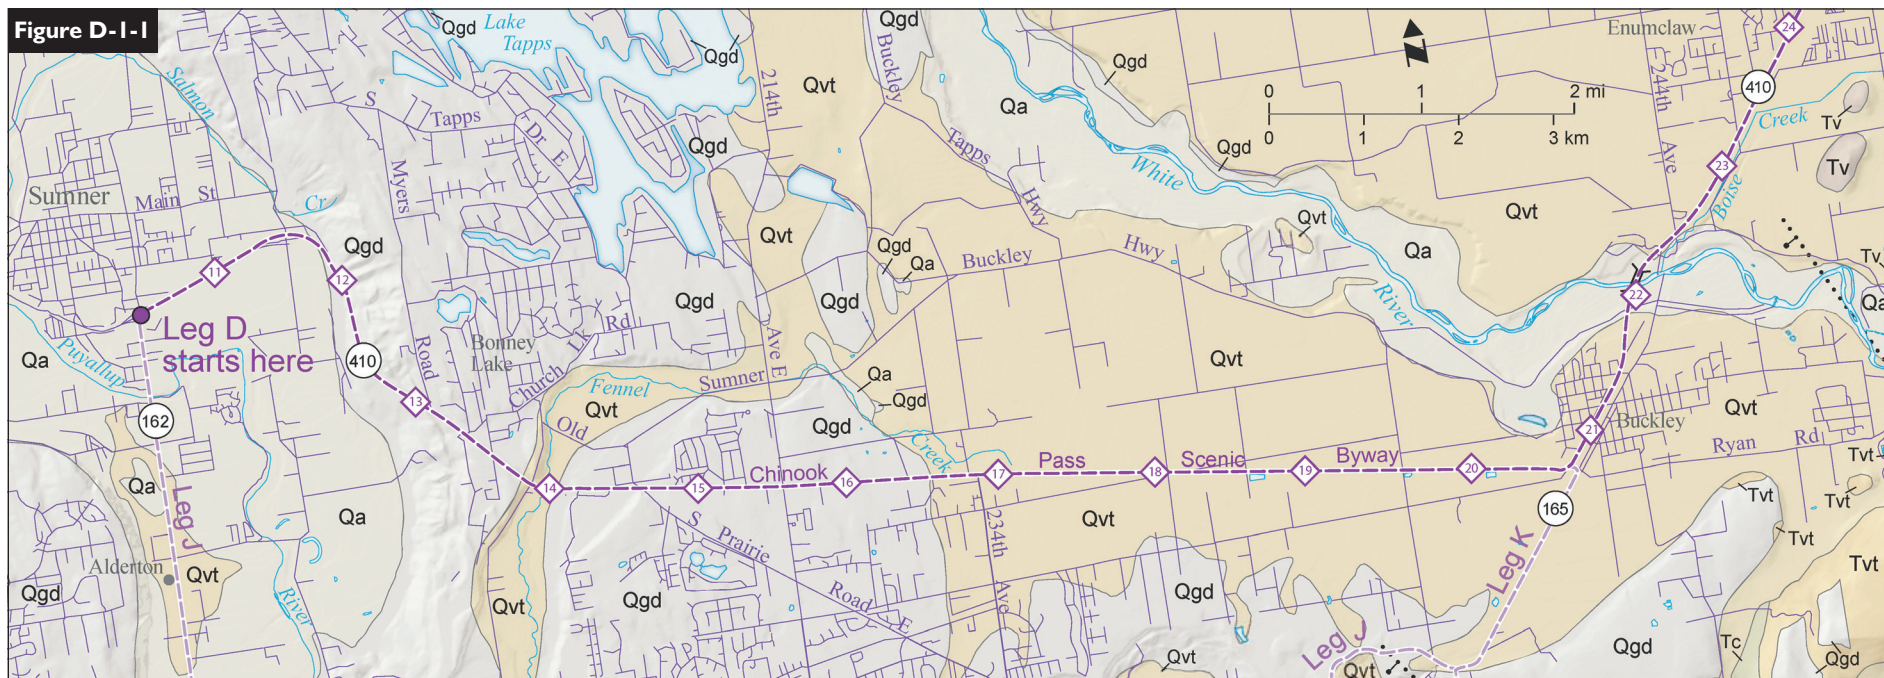 Figure D-1-1
Qgd
Lake
Tapps
Qgd
Qgd
Buckley
214th
Qvt
Qa
Qgd
0 1 2 mi
0 1 2 3 km
Enumclaw
24
244th
410
Creek
Tv
Tv
Salmon
S
Tapps
Dr E
Qgd
Tapps
Qgd
White
Ave
23
Sumner
Main St
Cr
Myers
Hwy
Qvt
Qvt
Boise
Qgd
Qvt
Qgd
Qa
Buckley
Hwy
Qa
Tv
11
12
Qgd
Qgd
River
22
Qa
Leg D
starts here
Qa
Puyallup
410
Road
Bonney
Lake
Church Lk Rd
Ave E
Qvt
Fennel
Sumner
Qa
Qgd
13
Qvt
Old
162
Qgd
Creek
21
Buckley
Qvt
Ryan Rd
Tvt
14
15
Chinook
16
17
Pass
18
Scenic
19
Byway
20
Qa
Leg J
Qa
S Prairie Road E
234th
Ave
Qvt
165
Tvt
Tvt
Tvt
Tvt
Leg K
Alderton
Qvt
Qgd
River
Qvt
Qgd
Qgd
Leg J
Qvt
Qvt
Qgd
Tc
Qgd